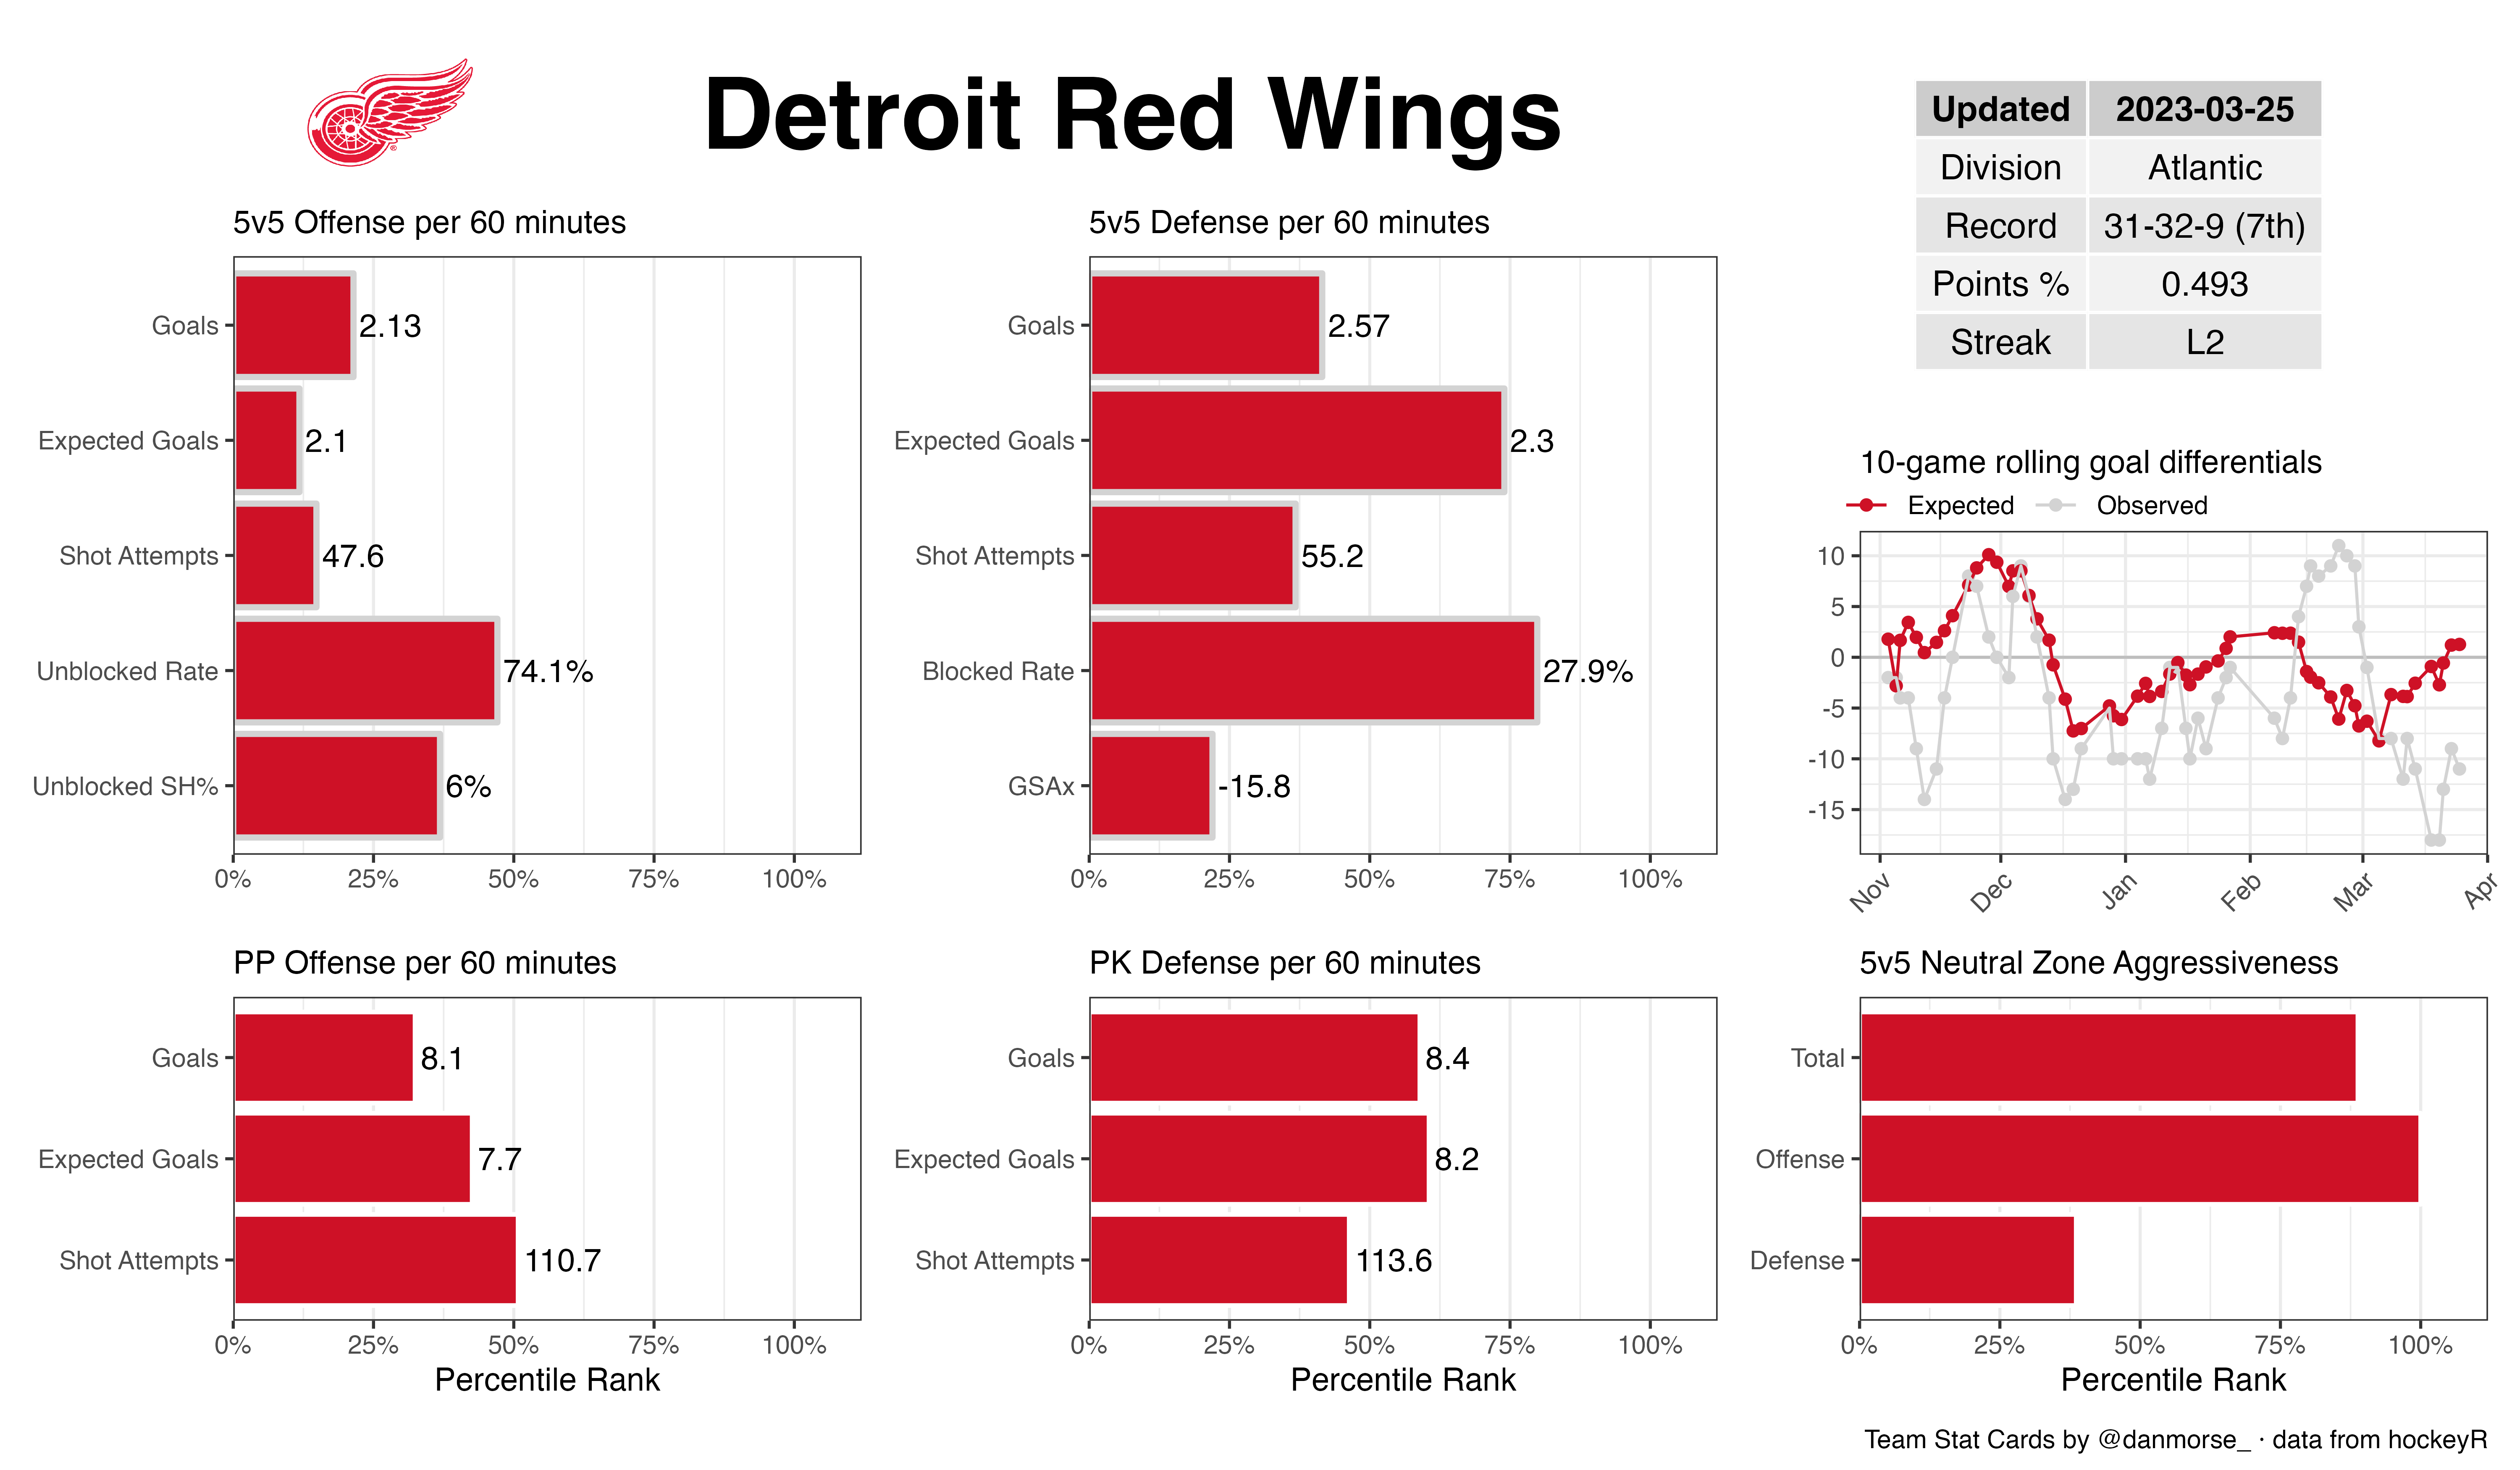 Detroit Red Wings
Updated 2023-03-25
Division Atlantic
Record 31-32-9 (7th)
Points % 0.493
Streak L2
5v5 Offense per 60 minutes
Goals 2.13
Expected Goals 2.1
Shot Attempts 47.6
Unblocked Rate 74.1%
Unblocked SH% 6%
0% 25% 50% 75% 100%
5v5 Defense per 60 minutes
Goals 2.57
Expected Goals 2.3
Shot Attempts 55.2
Blocked Rate 27.9%
GSAx -15.8
0% 25% 50% 75% 100%
10-game rolling goal differentials
Expected Observed
10
5
0
-5
-10
-15
Nov Dec Jan Feb Mar Apr
PP Offense per 60 minutes
Goals 8.1
Expected Goals 7.7
Shot Attempts 110.7
0% 25% 50% 75% 100%
Percentile Rank
PK Defense per 60 minutes
Goals 8.4
Expected Goals 8.2
Shot Attempts 113.6
0% 25% 50% 75% 100%
Percentile Rank
5v5 Neutral Zone Aggressiveness
Total
Offense
Defense
0% 25% 50% 75% 100%
Percentile Rank
Team Stat Cards by @danmorse_ · data from hockeyR